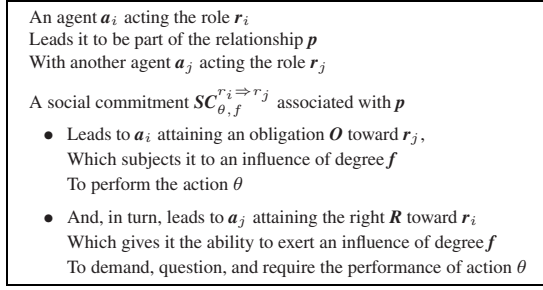 An agent a_i acting the role r_i
Leads it to be part of the relationship p
With another agent a_j acting the role r_j
A social commitment SC_{θ,f}^{r_i⇒r_j} associated with p
• Leads to a_i attaining an obligation O toward r_j,
Which subjects it to an influence of degree f
To perform the action θ
• And, in turn, leads to a_j attaining the right R toward r_i
Which gives it the ability to exert an influence of degree f
To demand, question, and require the performance of action θ